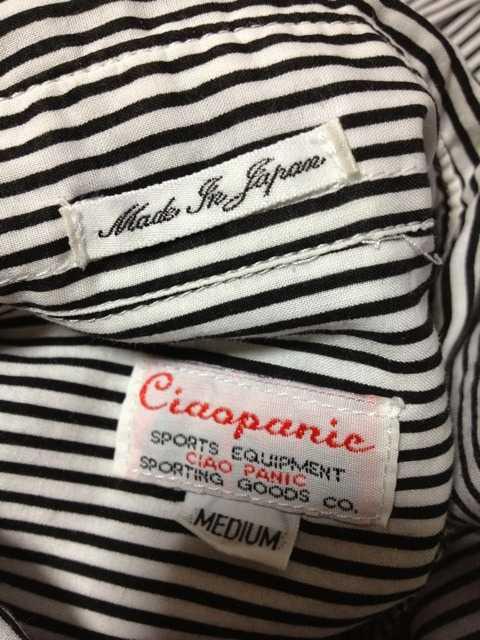 Made In Japan
Ciaopanic
SPORTS EQUIPMENT
CIAO PANIC
SPORTING GOODS CO.
MEDIUM